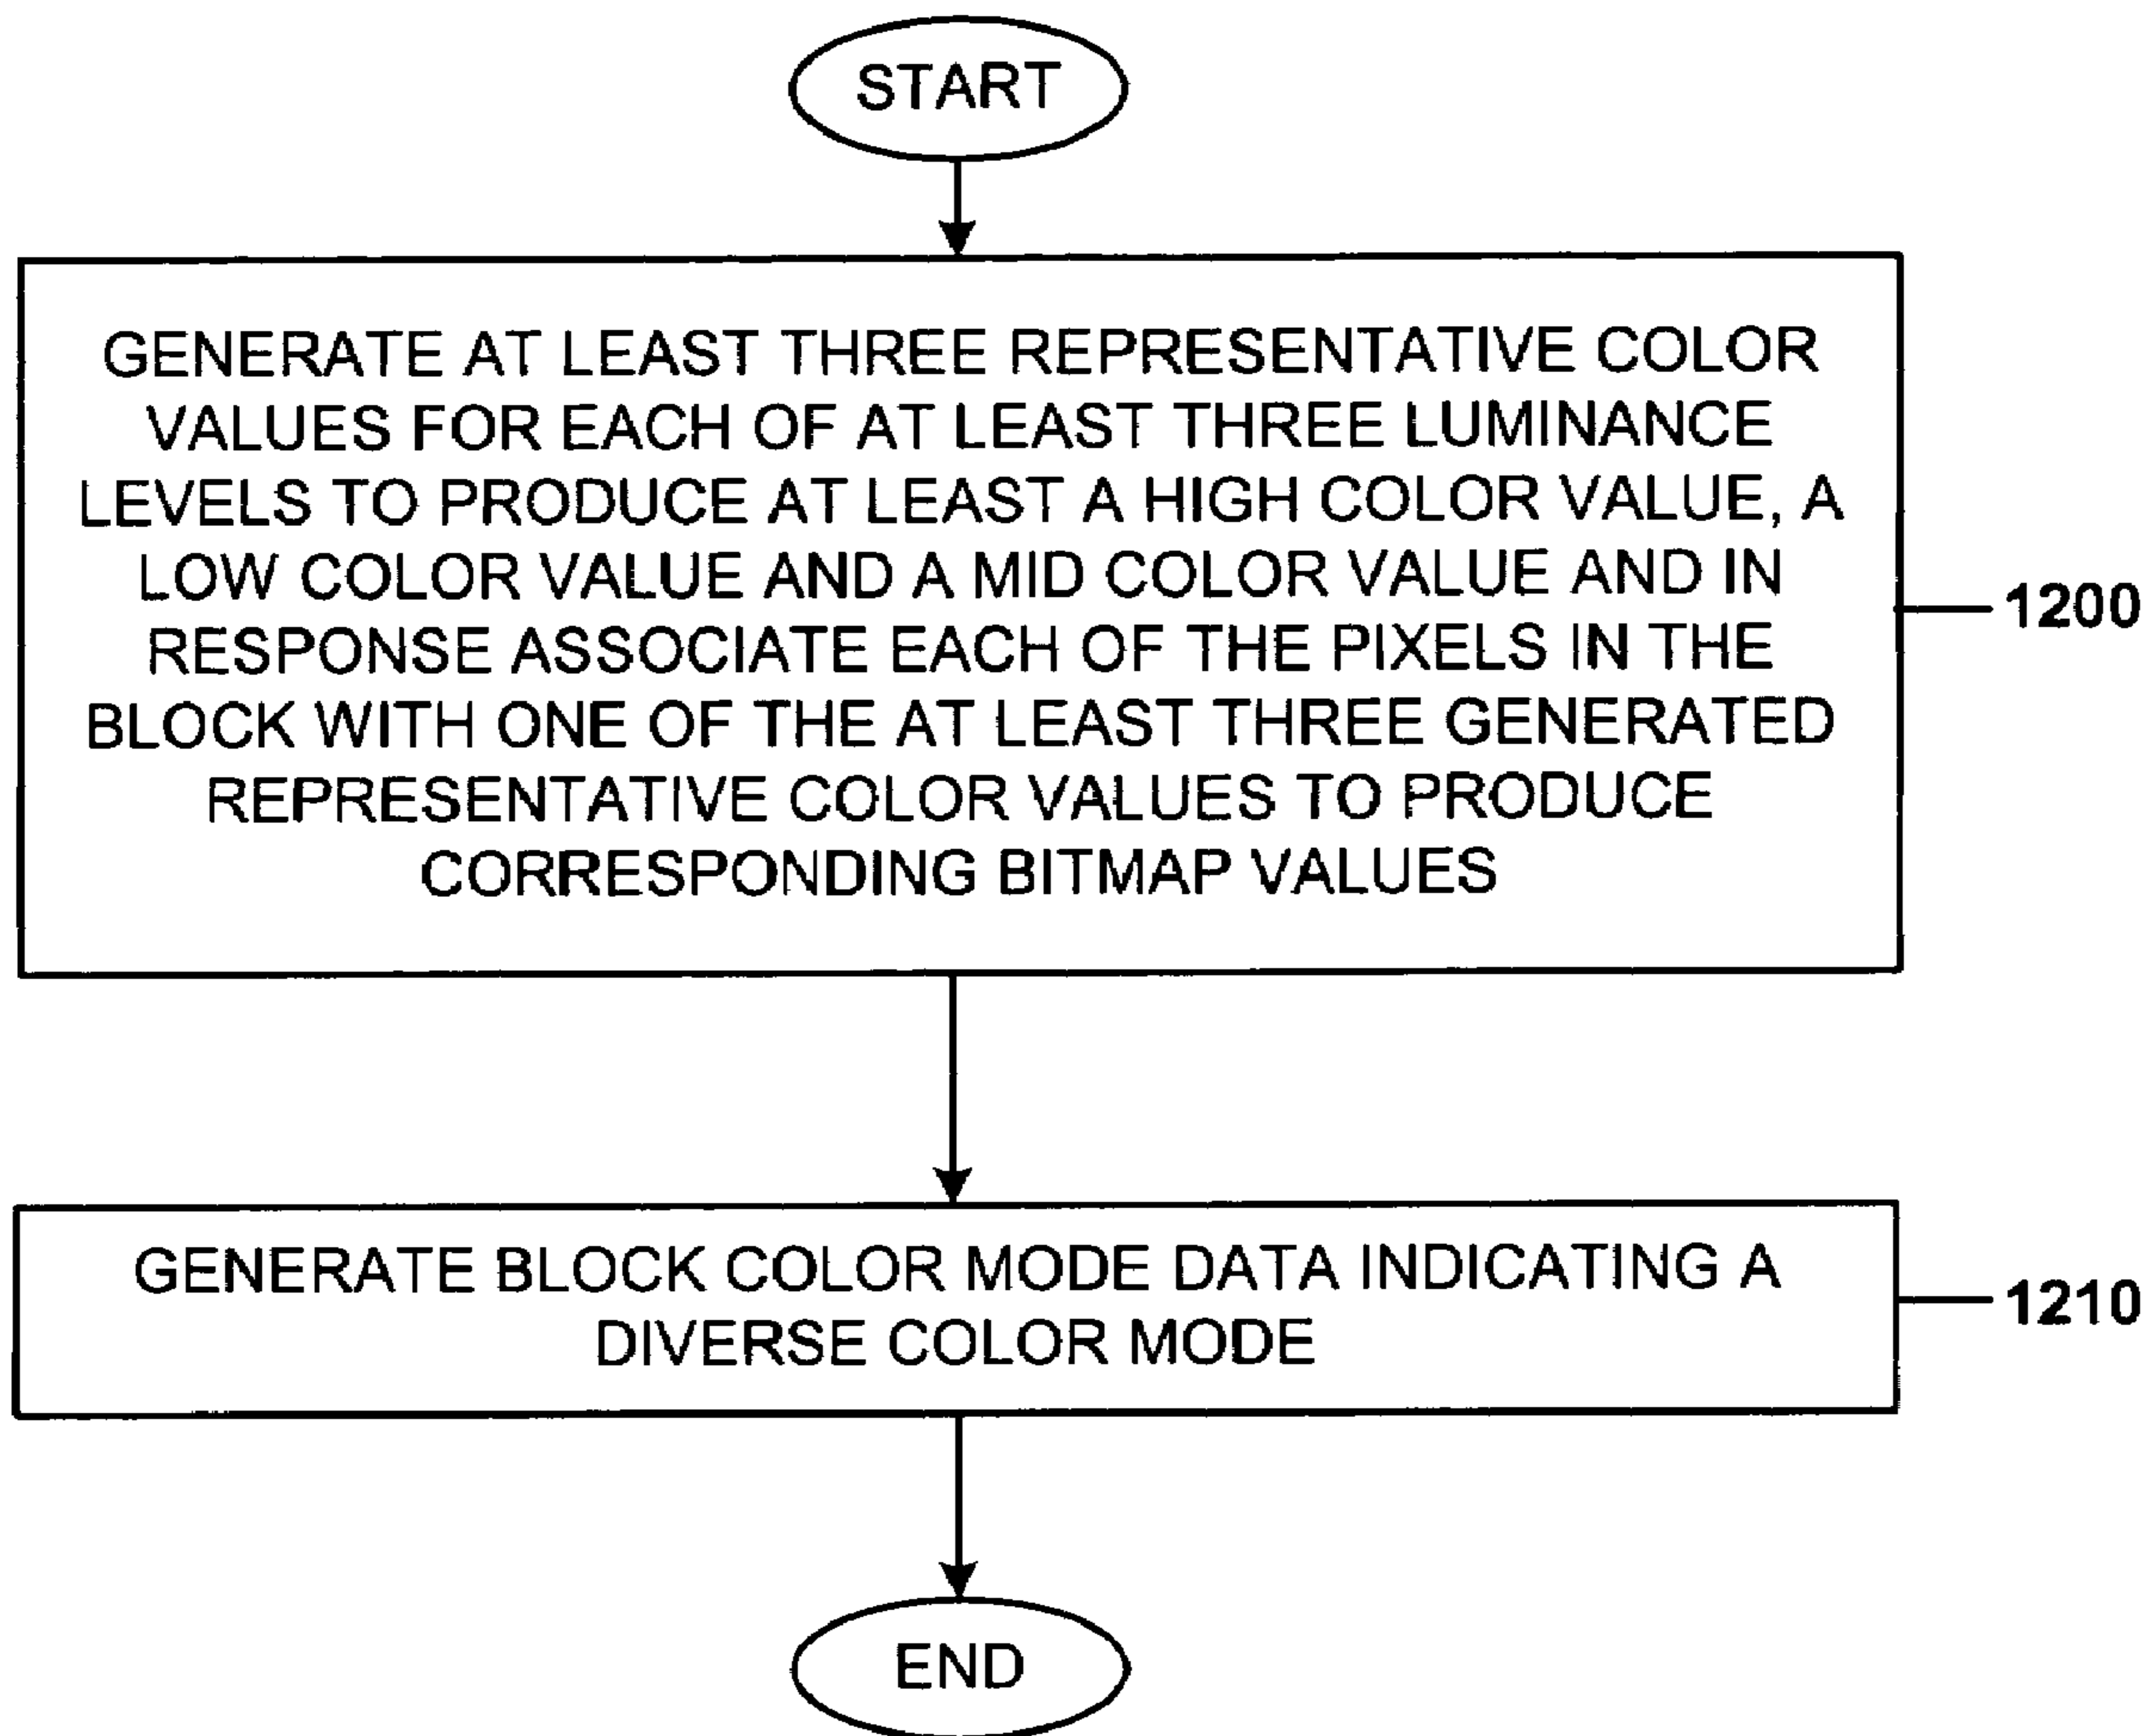 START
GENERATE AT LEAST THREE REPRESENTATIVE COLOR
VALUES FOR EACH OF AT LEAST THREE LUMINANCE
LEVELS TO PRODUCE AT LEAST A HIGH COLOR VALUE, A
LOW COLOR VALUE AND A MID COLOR VALUE AND IN
RESPONSE ASSOCIATE EACH OF THE PIXELS IN THE
BLOCK WITH ONE OF THE AT LEAST THREE GENERATED
REPRESENTATIVE COLOR VALUES TO PRODUCE
CORRESPONDING BITMAP VALUES
1200
GENERATE BLOCK COLOR MODE DATA INDICATING A
DIVERSE COLOR MODE
1210
END